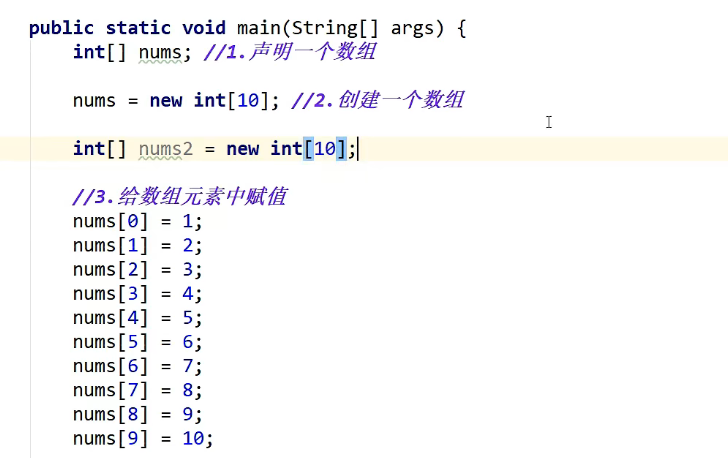 public static void main(String[] args) {
int[] nums; //1.声明一个数组
nums = new int[10]; //2.创建一个数组
int[] nums2 = new int[10];
//3.给数组元素中赋值
nums[0] = 1;
nums[1] = 2;
nums[2] = 3;
nums[3] = 4;
nums[4] = 5;
nums[5] = 6;
nums[6] = 7;
nums[7] = 8;
nums[8] = 9;
nums[9] = 10;